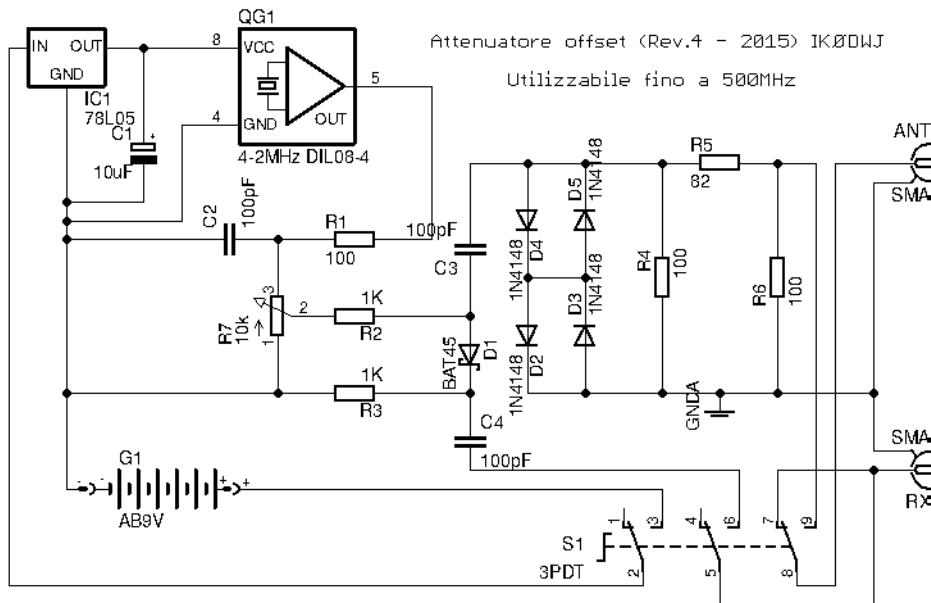 QG1
IN OUT
GND
IC1
78L05
C1
10uF
8
VCC
5
4
GND
OUT
4-2MHz DIL08-4
Attenuatore offset (Rev.4 - 2015) IK0DWJ
Utilizzabile fino a 500MHz
ANT
SMA
C2
100pF
R1
100
100pF
C3
1N4148
D4
D5
1N4148
R5
82
R4
100
R6
100
3
2
1
R7
10k
1K
R2
BAT45
D1
1N4148
D2
D3
1N4148
1K
R3
C4
100pF
GNDA
SMA
RX
G1
- -
+ +
AB9V
S1
3PDT
1
3
2
4
6
5
7
9
8